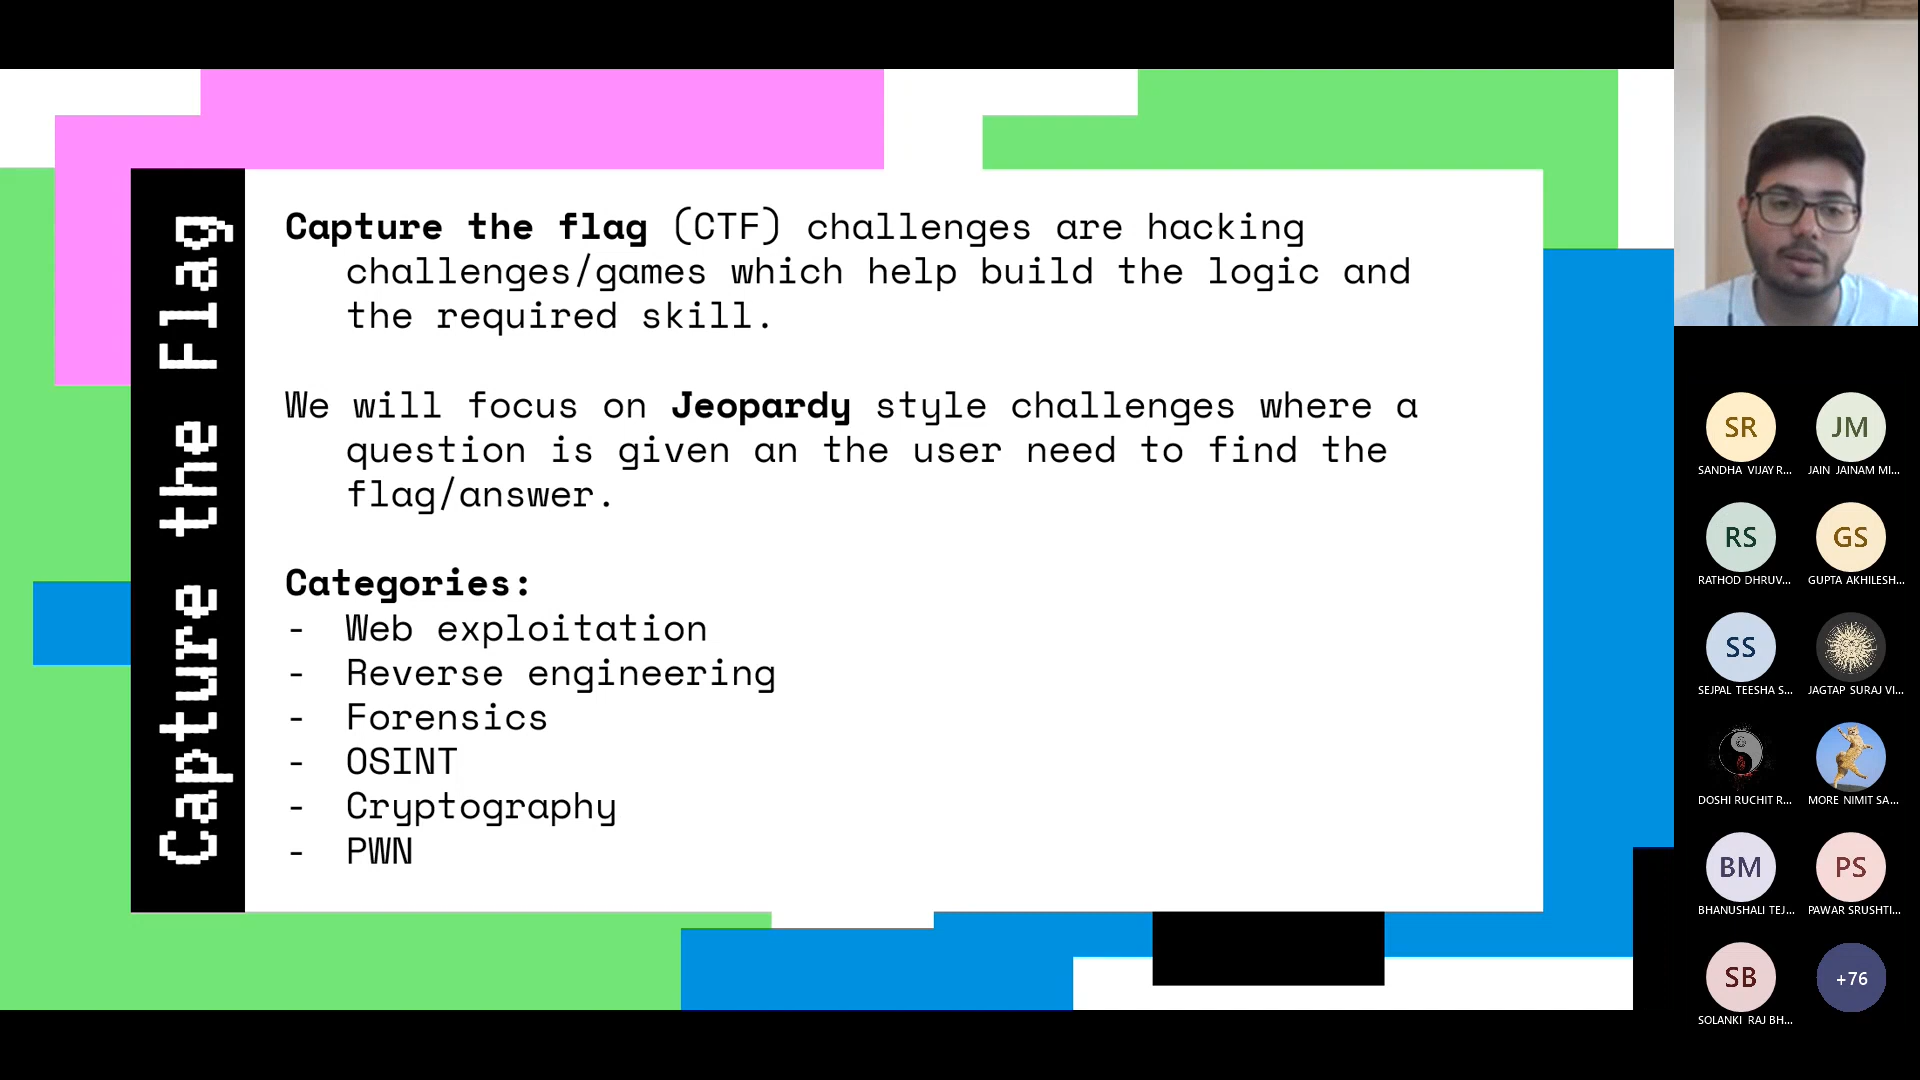 Capture the Flag
Capture the flag (CTF) challenges are hacking
challenges/games which help build the logic and
the required skill.
We will focus on Jeopardy style challenges where a
question is given an the user need to find the
flag/answer.
Categories:
- Web exploitation
- Reverse engineering
- Forensics
- OSINT
- Cryptography
- PWN
SR
JM
SANDHA VIJAY R...
JAIN JAINAM MI...
RS
GS
RATHOD DHRUV...
GUPTA AKHILESH...
SS
SEJPAL TEESHA S...
JAGTAP SURAJ VI...
DOSHI RUCHIT R...
MORE NIMIT SA...
BM
PS
BHANUSHALI TEJ...
PAWAR SRUSHTI...
SB
+76
SOLANKI RAJ BH...